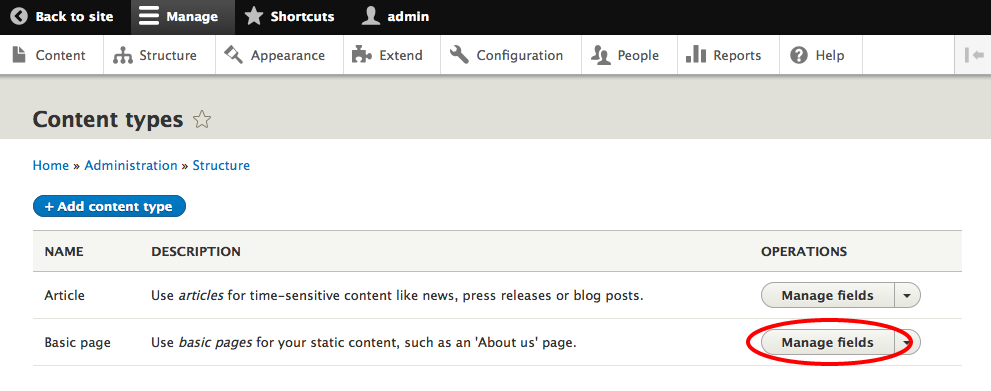 Back to site Manage Shortcuts admin
Content Structure Appearance Extend Configuration People Reports Help
Content types
Home » Administration » Structure
+ Add content type
NAME DESCRIPTION OPERATIONS
Article Use articles for time-sensitive content like news, press releases or blog posts. Manage fields
Basic page Use basic pages for your static content, such as an 'About us' page. Manage fields